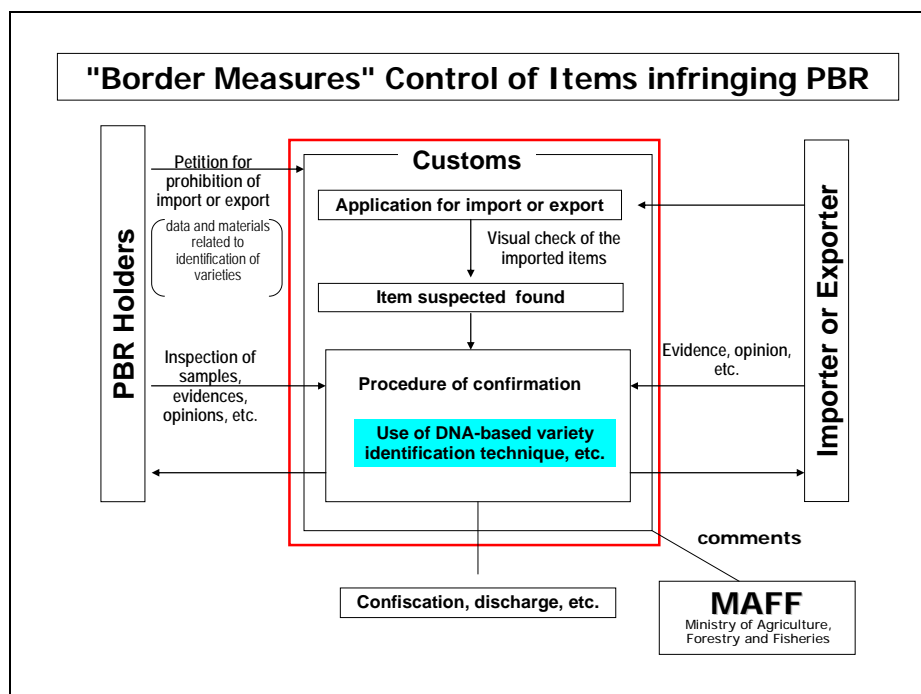 "Border Measures" Control of Items infringing PBR
PBR Holders
Petition for
prohibition of
import or export
data and materials
related to
identification of
varieties
Inspection of
samples,
evidences,
opinions, etc.
Customs
Application for import or export
Visual check of the
imported items
Item suspected found
Procedure of confirmation
Use of DNA-based variety
identification technique, etc.
Confiscation, discharge, etc.
Evidence, opinion,
etc.
Importer or Exporter
comments
MAFF
Ministry of Agriculture,
Forestry and Fisheries